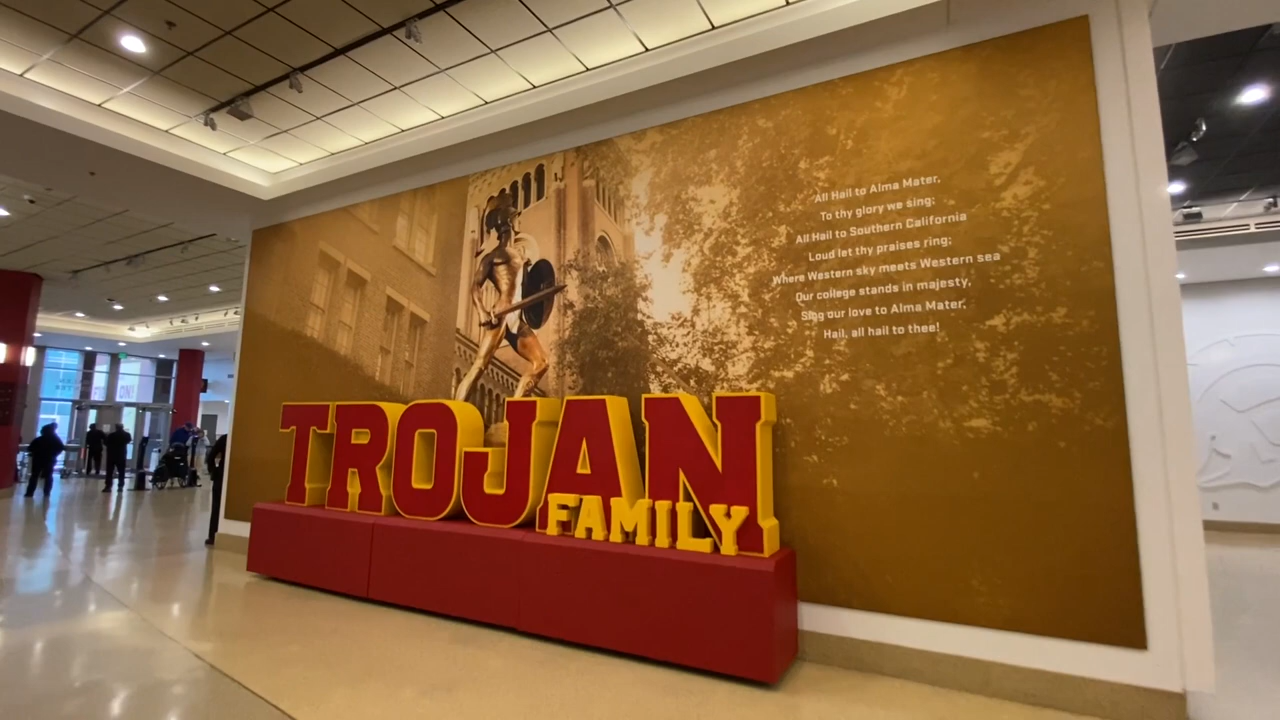 All Hail to Alma Mater,
To thy glory we sing;
All Hail to Southern California
Loud let thy praises ring;
Where Western sky meets Western sea
Our college stands in majesty,
Sing our love to Alma Mater,
Hail, all hail to thee!
TROJAN
FAMILY